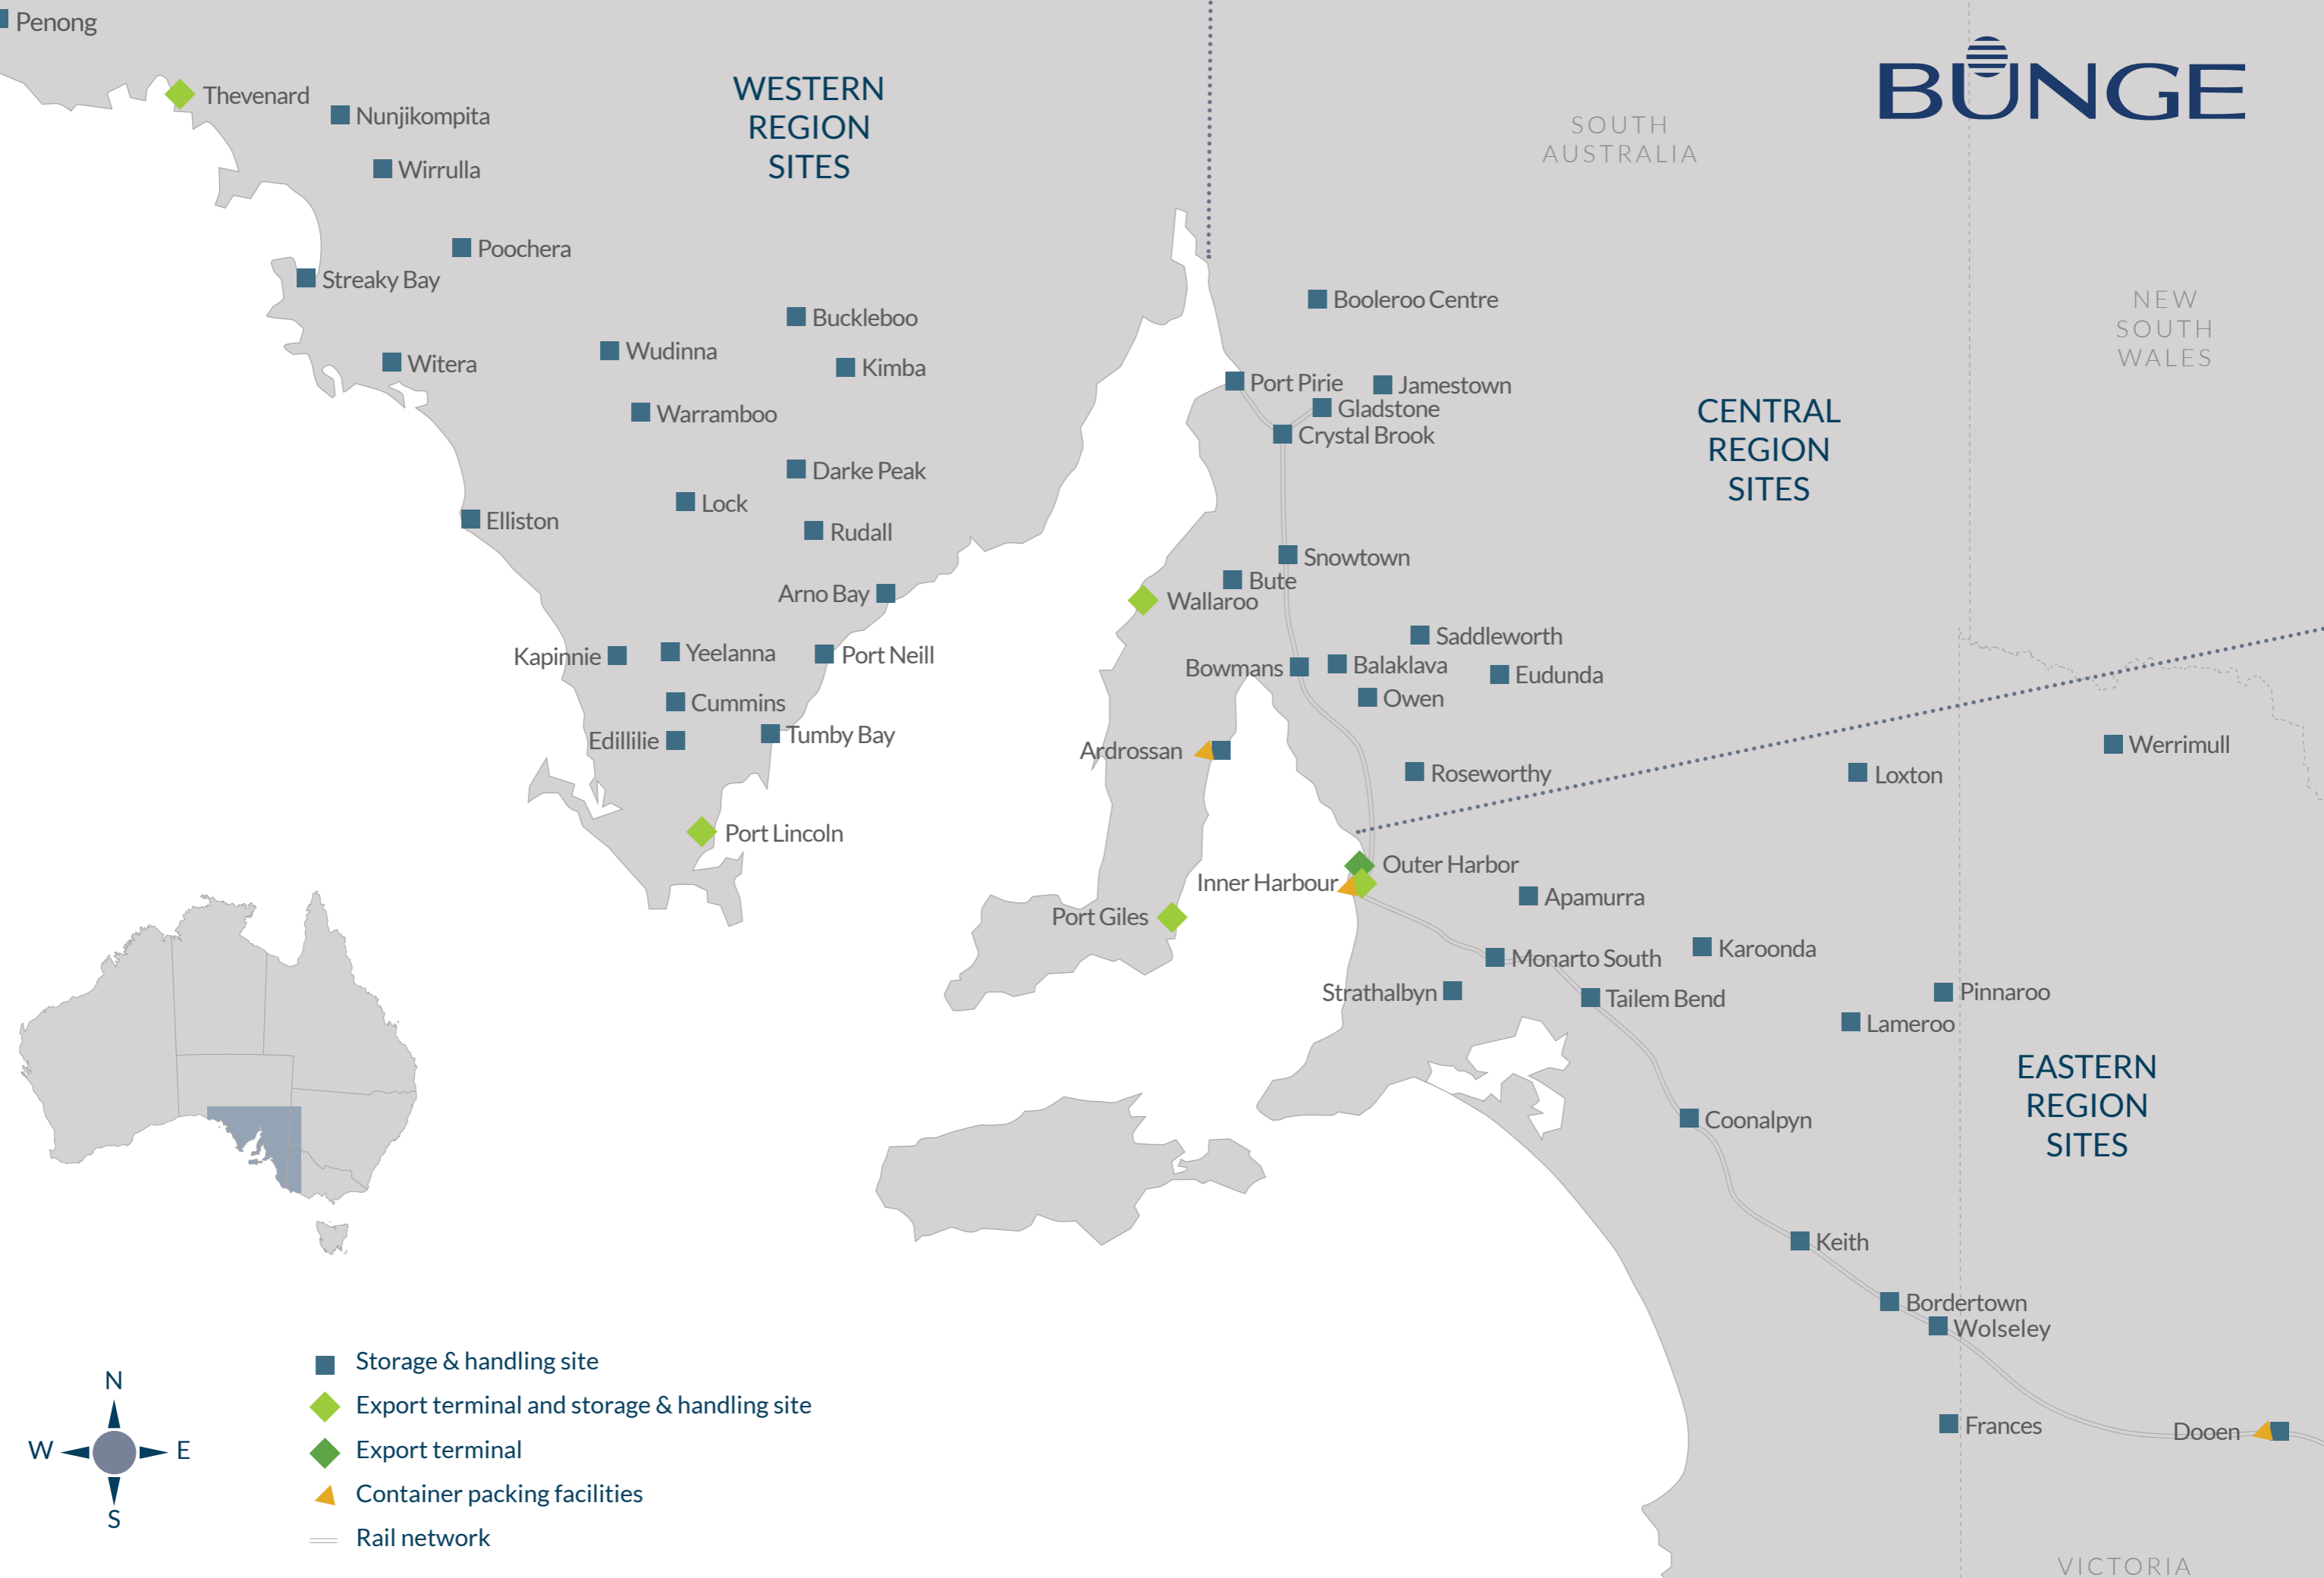 Penong
Thevenard
Nunjikompita
Wirrulla
Poochera
Streaky Bay
Witera
Wudinna
Buckleboo
Kimba
Warramboo
Darke Peak
Lock
Elliston
Rudall
Arno Bay
Kapinnie
Yeelanna
Port Neill
Cummins
Edillilie
Tumby Bay
Port Lincoln
WESTERN
REGION
SITES
SOUTH
AUSTRALIA
BUNGE
NEW
SOUTH
WALES
Booleroo Centre
Port Pirie
Jamestown
Gladstone
Crystal Brook
CENTRAL
REGION
SITES
Snowtown
Bute
Wallaroo
Saddleworth
Bowmans
Balaklava
Eudunda
Owen
Ardrossan
Roseworthy
Loxton
Werrimull
Outer Harbor
Inner Harbour
Apamurra
Port Giles
Monarto South
Karoonda
Strathalbyn
Tailem Bend
Pinnaroo
Lameroo
EASTERN
REGION
SITES
Coonalpyn
Keith
Bordertown
Wolseley
Frances
Dooen
VICTORIA
N
W
E
S
Storage & handling site
Export terminal and storage & handling site
Export terminal
Container packing facilities
Rail network